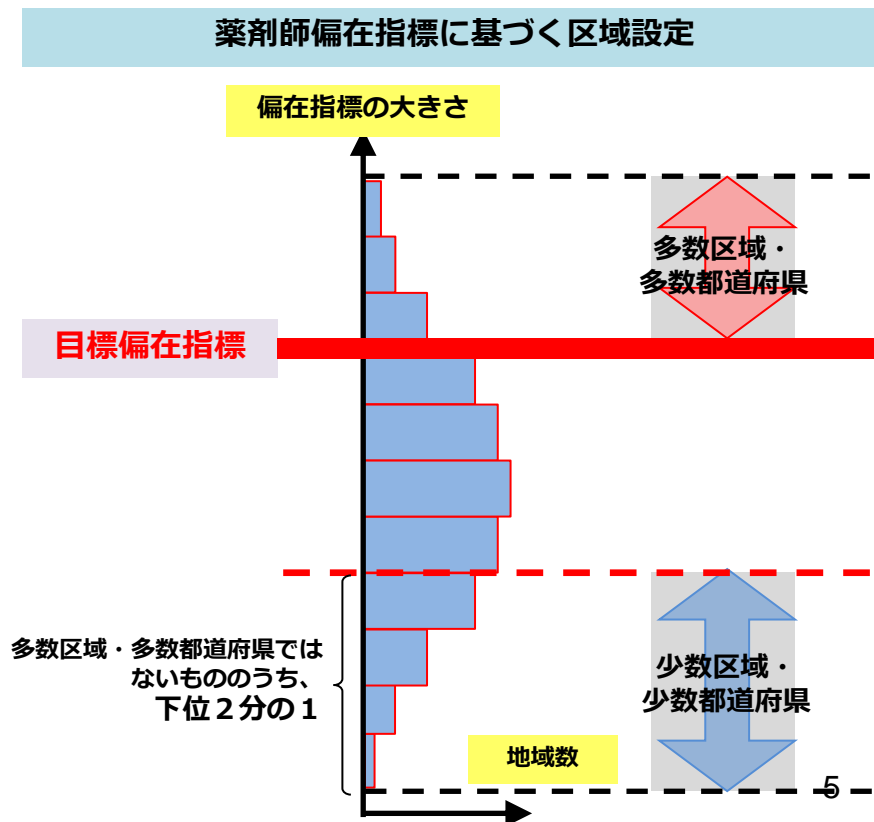 薬剤師偏在指標に基づく区域設定
偏在指標の大きさ
多数区域・
多数都道府県
目標偏在指標
多数区域・多数都道府県では
ないもののうち、
下位２分の１
少数区域・
少数都道府県
地域数
5